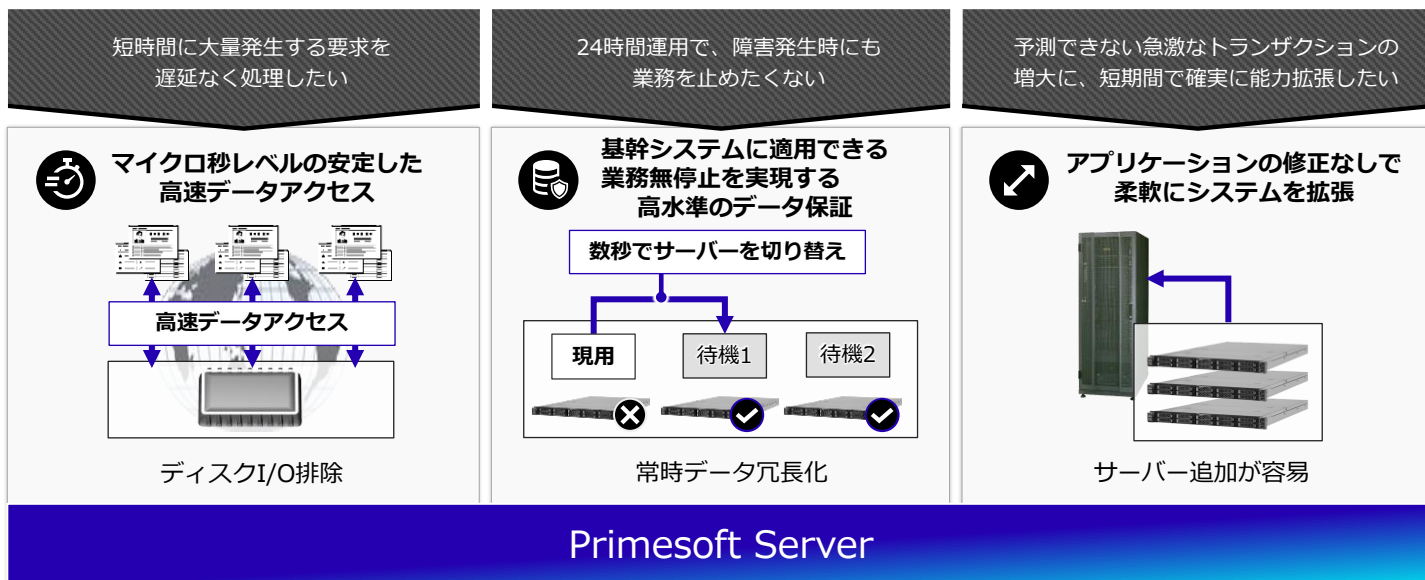 短時間に大量発生する要求を
遅延なく処理したい
マイクロ秒レベルの安定した
高速データアクセス
高速データアクセス
ディスクI/O排除
24時間運用で、障害発生時にも
業務を止めたくない
基幹システムに適用できる
業務無停止を実現する
高水準のデータ保証
数秒でサーバーを切り替え
現用
待機1
待機2
常時データ冗長化
予測できない急激なトランザクションの
増大に、短期間で確実に能力拡張したい
アプリケーションの修正なしで
柔軟にシステムを拡張
サーバー追加が容易
Primesoft Server